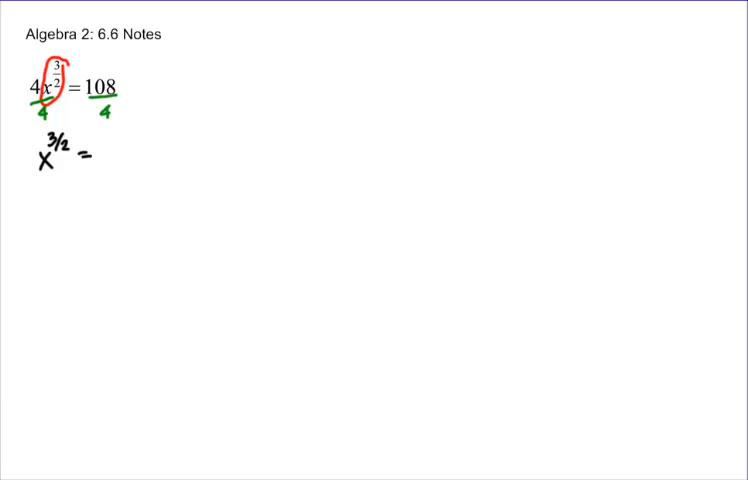 Algebra 2: 6.6 Notes
4x^(3/2) = 108
4 4
x^(3/2) =